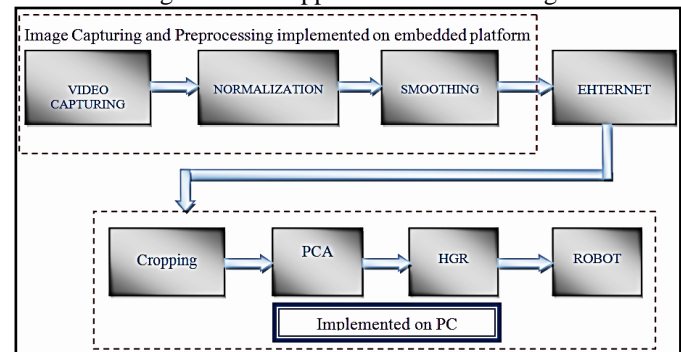 Image Capturing and Preprocessing implemented on embedded platform
VIDEO
CAPTURING
NORMALIZATION
SMOOTHING
EHTERNET
Cropping
PCA
HGR
ROBOT
Implemented on PC